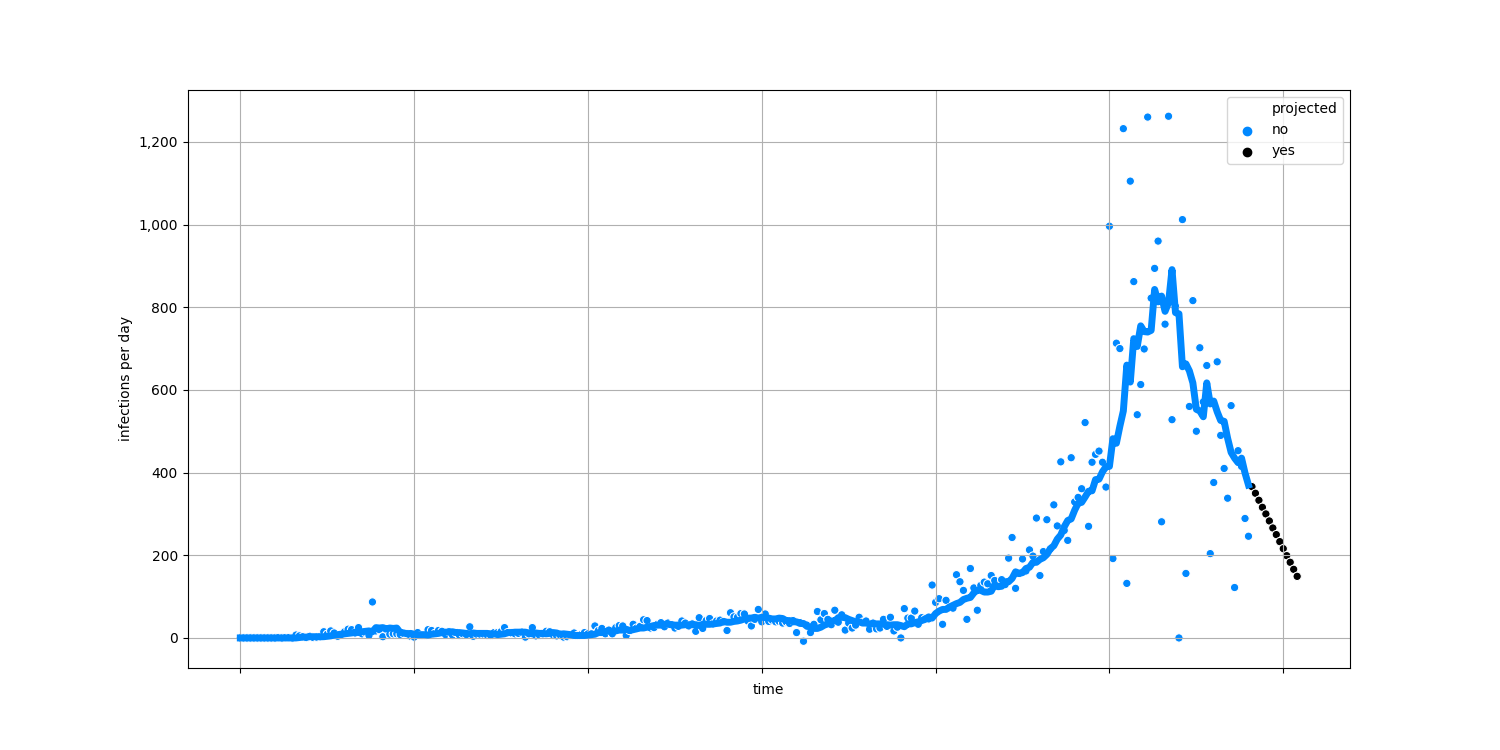 projected
no
yes
1,200
1,000
800
600
400
200
0
infections per day
time